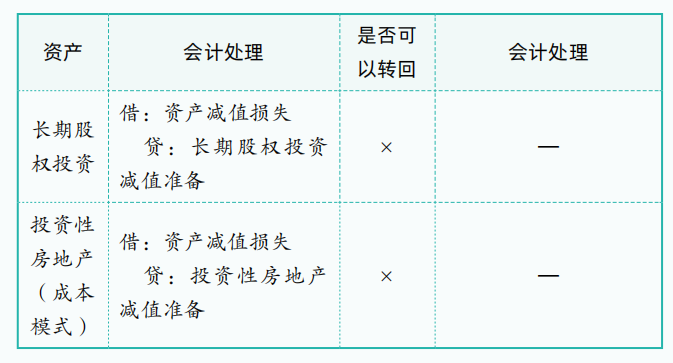 资产
会计处理
是否可
以转回
会计处理
长期股
权投资
借：资产减值损失
贷：长期股权投资
减值准备
×
—
投资性
房地产
（成本
模式）
借：资产减值损失
贷：投资性房地产
减值准备
×
—